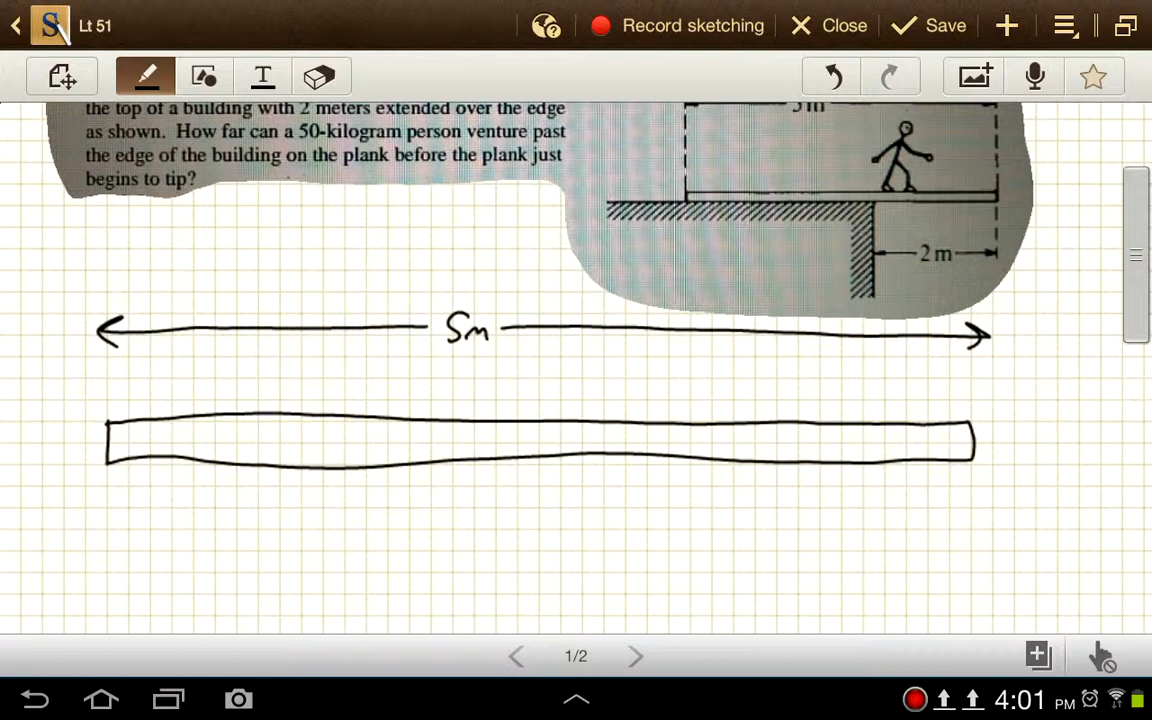 Lt 51
Record sketching
Close
Save
the top of a building with 2 meters extended over the edge
as shown. How far can a 50-kilogram person venture past
the edge of the building on the plank before the plank just
begins to tip?
2 m
5m
1/2
4:01 PM